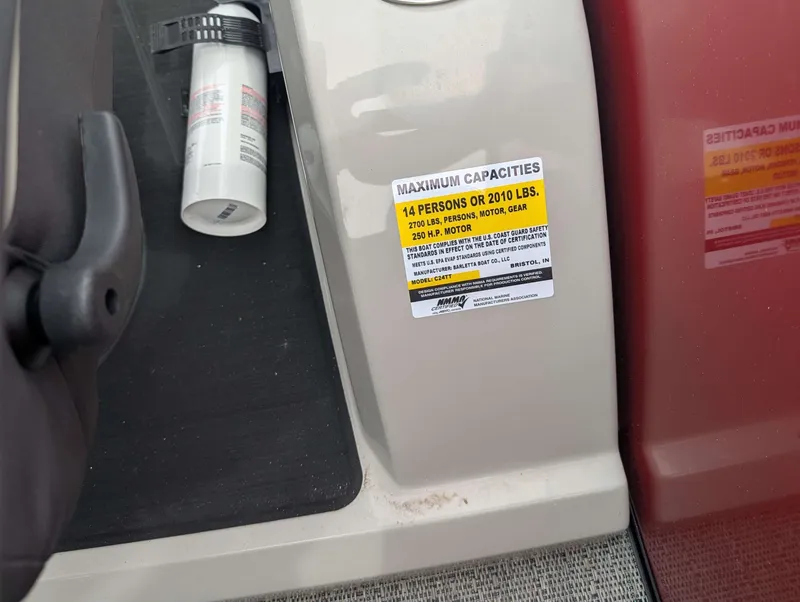 MAXIMUM CAPACITIES
14 PERSONS OR 2010 LBS.
2700 LBS, PERSONS, MOTOR, GEAR
250 H.P. MOTOR
THIS BOAT COMPLIES WITH THE U.S. COAST GUARD SAFETY
STANDARDS IN EFFECT ON THE DATE OF CERTIFICATION
MEETS U.S. EPA EVAP STANDARDS USING CERTIFIED COMPONENTS
MANUFACTURER: BARLETTA BOAT CO., LLC
BRISTOL, IN
MODEL: C24TT
DESIGN COMPLIANCE WITH NMMA REQUIREMENTS IS VERIFIED.
MANUFACTURER RESPONSIBLE FOR PRODUCTION CONTROL.
NMMA
CERTIFIED
NATIONAL MARINE
MANUFACTURERS ASSOCIATION